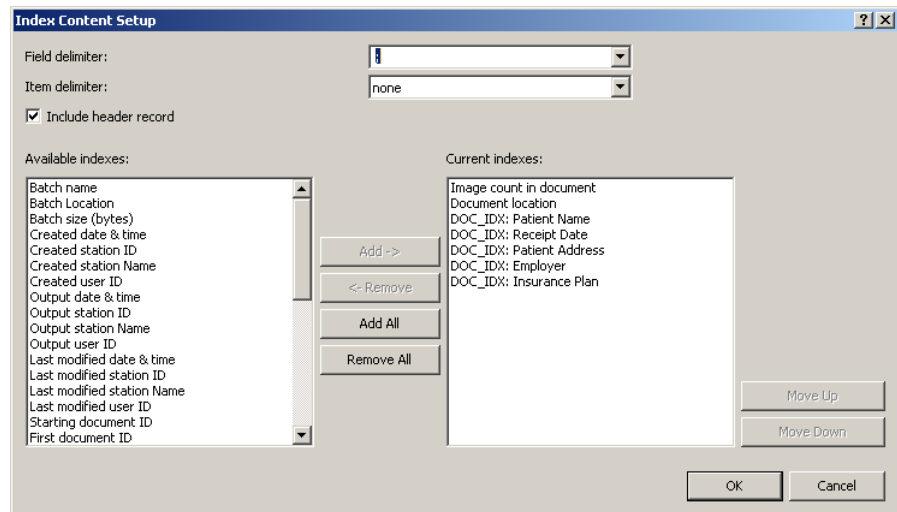 Index Content Setup
Field delimiter:
;
Item delimiter:
none
Include header record
Available indexes:
Batch name
Batch Location
Batch size (bytes)
Created date & time
Created station ID
Created station Name
Created user ID
Output date & time
Output station ID
Output station Name
Output user ID
Last modified date & time
Last modified station ID
Last modified station Name
Last modified user ID
Starting document ID
First document ID
Add ->
<- Remove
Add All
Remove All
Current indexes:
Image count in document
Document location
DOC_IDX: Patient Name
DOC_IDX: Receipt Date
DOC_IDX: Patient Address
DOC_IDX: Employer
DOC_IDX: Insurance Plan
Move Up
Move Down
OK
Cancel